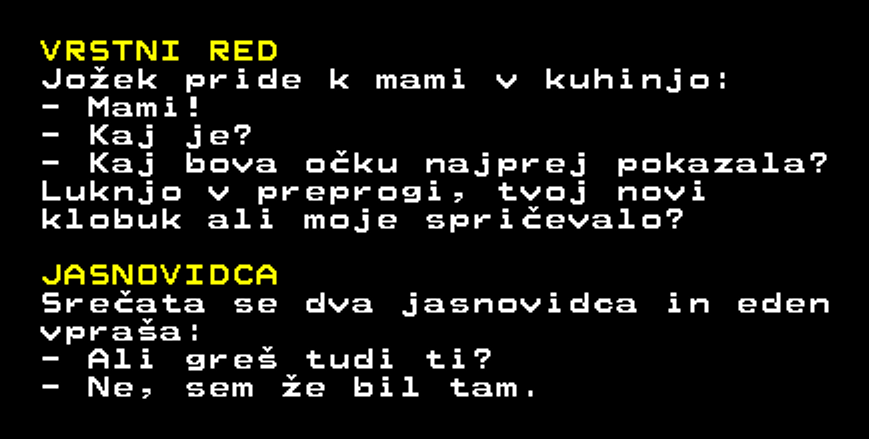 VRSTNI RED
Jožek pride k mami v kuhinjo:
- Mami!
- Kaj je?
- Kaj bova očku najprej pokazala?
Luknjo v preprogi, tvoj novi
klobuk ali moje spričevalo?
JASNOVIDCA
Srečata se dva jasnovidca in eden
vpraša:
- Ali greš tudi ti?
- Ne, sem že bil tam.